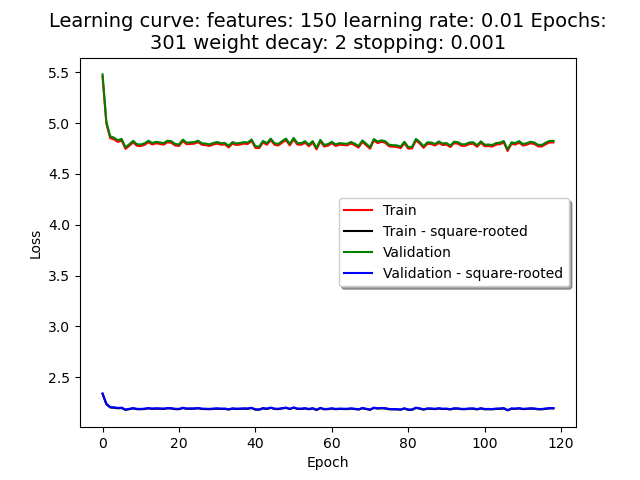 Learning curve: features: 150 learning rate: 0.01 Epochs:
301 weight decay: 2 stopping: 0.001
5.5
5.0
4.5
4.0
3.5
3.0
2.5
Loss
Train
Train - square-rooted
Validation
Validation - square-rooted
0 20 40 60 80 100 120
Epoch